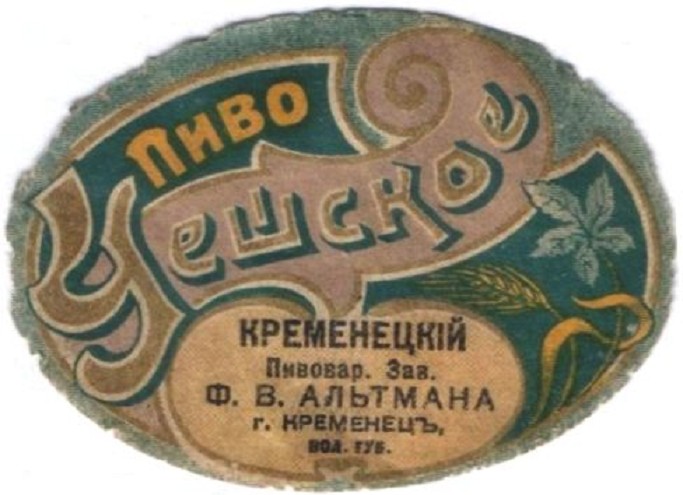 Пиво
Чешское
КРЕМЕНЕЦКІЙ
Пивовар. Зав.
Ф. В. АЛЬТМАНА
г. КРЕМЕНЕЦЪ,
ВОЛ. ГУБ.